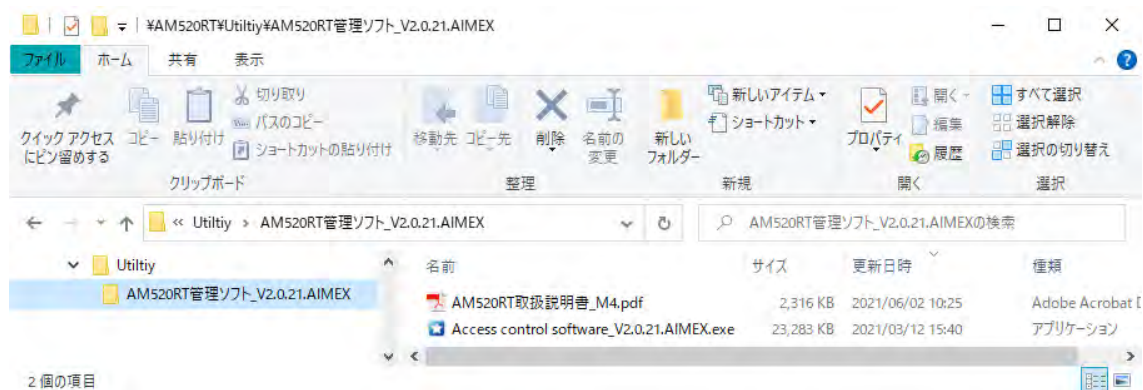 ¥AM520RT¥Utiltiy¥AM520RT管理ソフト_V2.0.21.AIMEX
ファイル ホーム 共有 表示
クイック アクセスにピン留めする コピー 貼り付け 切り取り パスのコピー ショートカットの貼り付け
移動先 コピー先 削除 名前の変更 新しいフォルダー 新しいアイテム ショートカット
プロパティ 開く 編集 履歴 すべて選択 選択解除 選択の切り替え
クリップボード 整理 新規 開く 選択
« Utiltiy › AM520RT管理ソフト_V2.0.21.AIMEX AM520RT管理ソフト_V2.0.21.AIMEXの検索
Utiltiy 名前 サイズ 更新日時 種類
AM520RT管理ソフト_V2.0.21.AIMEX
AM520RT取扱説明書_M4.pdf 2,316 KB 2021/06/02 10:25 Adobe Acrobat D
Access control software_V2.0.21.AIMEX.exe 23,283 KB 2021/03/12 15:40 アプリケーション
2 個の項目